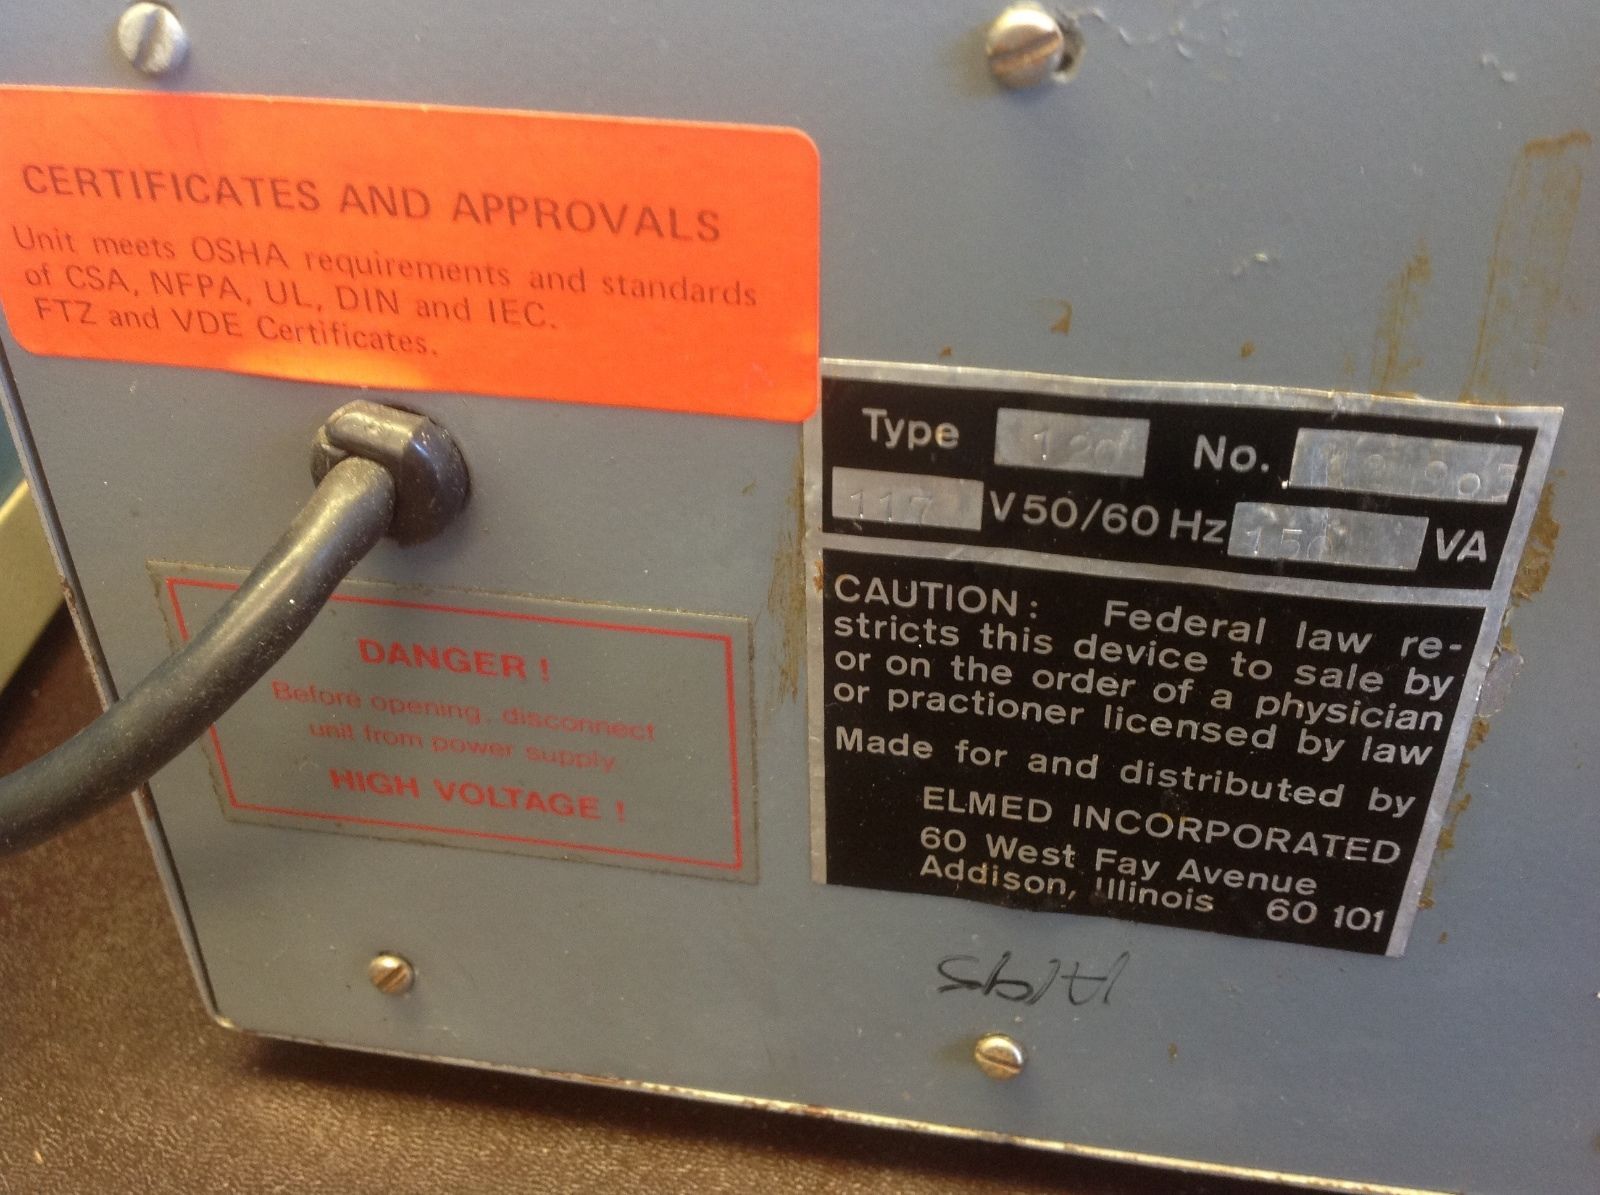 CERTIFICATES AND APPROVALS
Unit meets OSHA requirements and standards
of CSA, NFPA, UL, DIN and IEC.
FTZ and VDE Certificates.
DANGER !
Before opening, disconnect
unit from power supply
HIGH VOLTAGE !
Type 120 No.
117 V 50/60 Hz 150 VA
CAUTION: Federal law re-
stricts this device to sale by
or on the order of a physician
or practioner licensed by law
Made for and distributed by
ELMED INCORPORATED
60 West Fay Avenue
Addison, Illinois 60 101